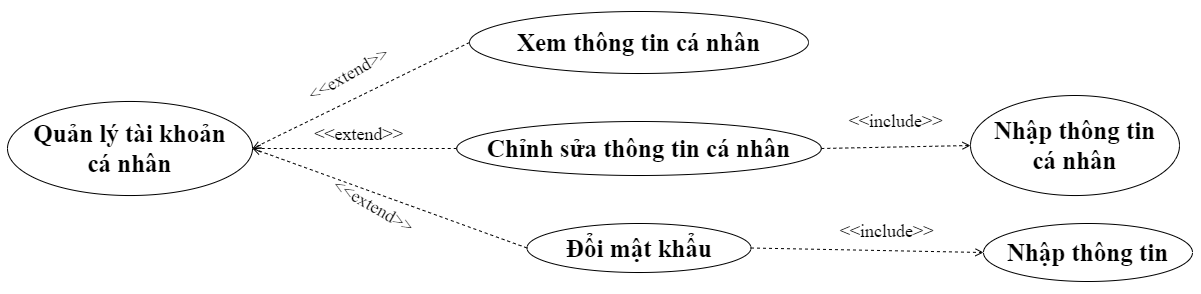 Xem thông tin cá nhân
<<extend>>
Quản lý tài khoản
cá nhân
<<extend>>
Chỉnh sửa thông tin cá nhân
<<include>>
Nhập thông tin
cá nhân
<<extend>>
Đổi mật khẩu
<<include>>
Nhập thông tin